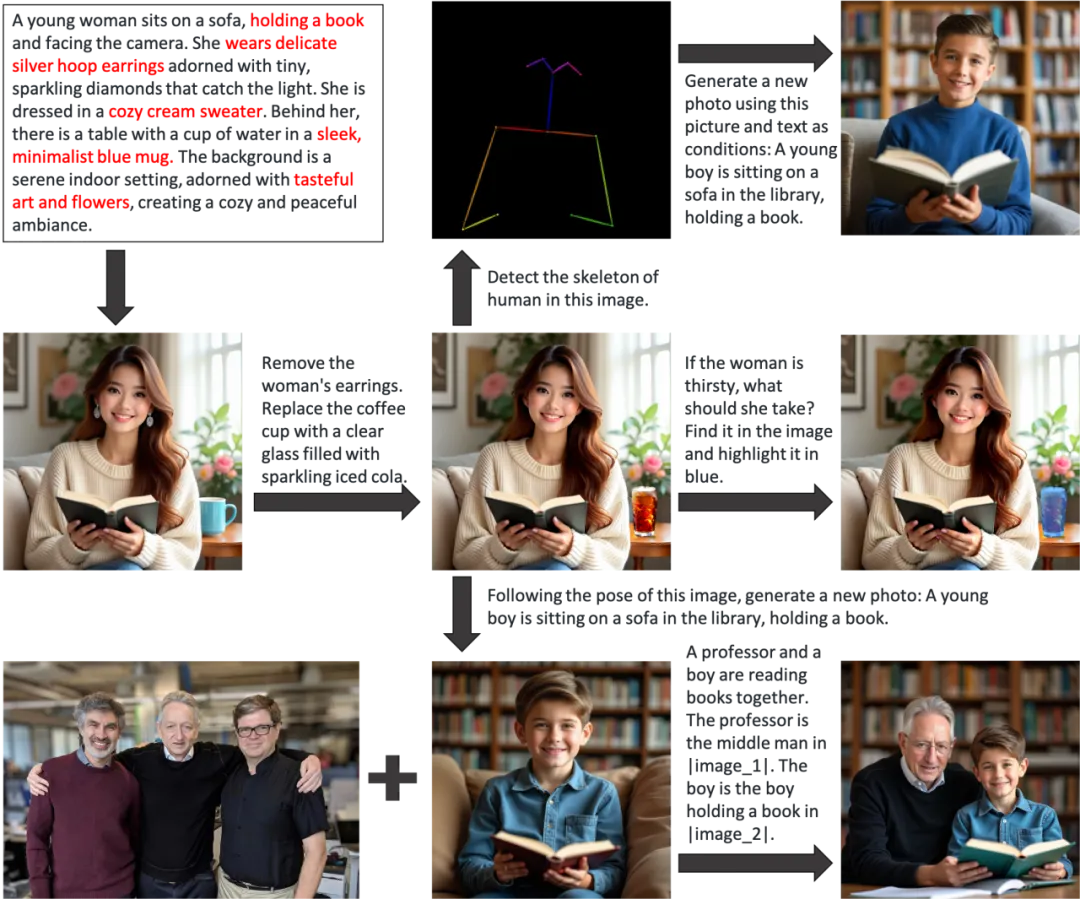 A young woman sits on a sofa, holding a book
and facing the camera. She wears delicate
silver hoop earrings adorned with tiny,
sparkling diamonds that catch the light. She is
dressed in a cozy cream sweater. Behind her,
there is a table with a cup of water in a sleek,
minimalist blue mug. The background is a
serene indoor setting, adorned with tasteful
art and flowers, creating a cozy and peaceful
ambiance.
Generate a new
photo using this
picture and text as
conditions: A young
boy is sitting on a
sofa in the library,
holding a book.
Detect the skeleton of
human in this image.
Remove the
woman's earrings.
Replace the coffee
cup with a clear
glass filled with
sparkling iced cola.
If the woman is
thirsty, what
should she take?
Find it in the image
and highlight it in
blue.
Following the pose of this image, generate a new photo: A young
boy is sitting on a sofa in the library, holding a book.
A professor and a
boy are reading
books together.
The professor is
the middle man in
|image_1|. The
boy is the boy
holding a book in
|image_2|.